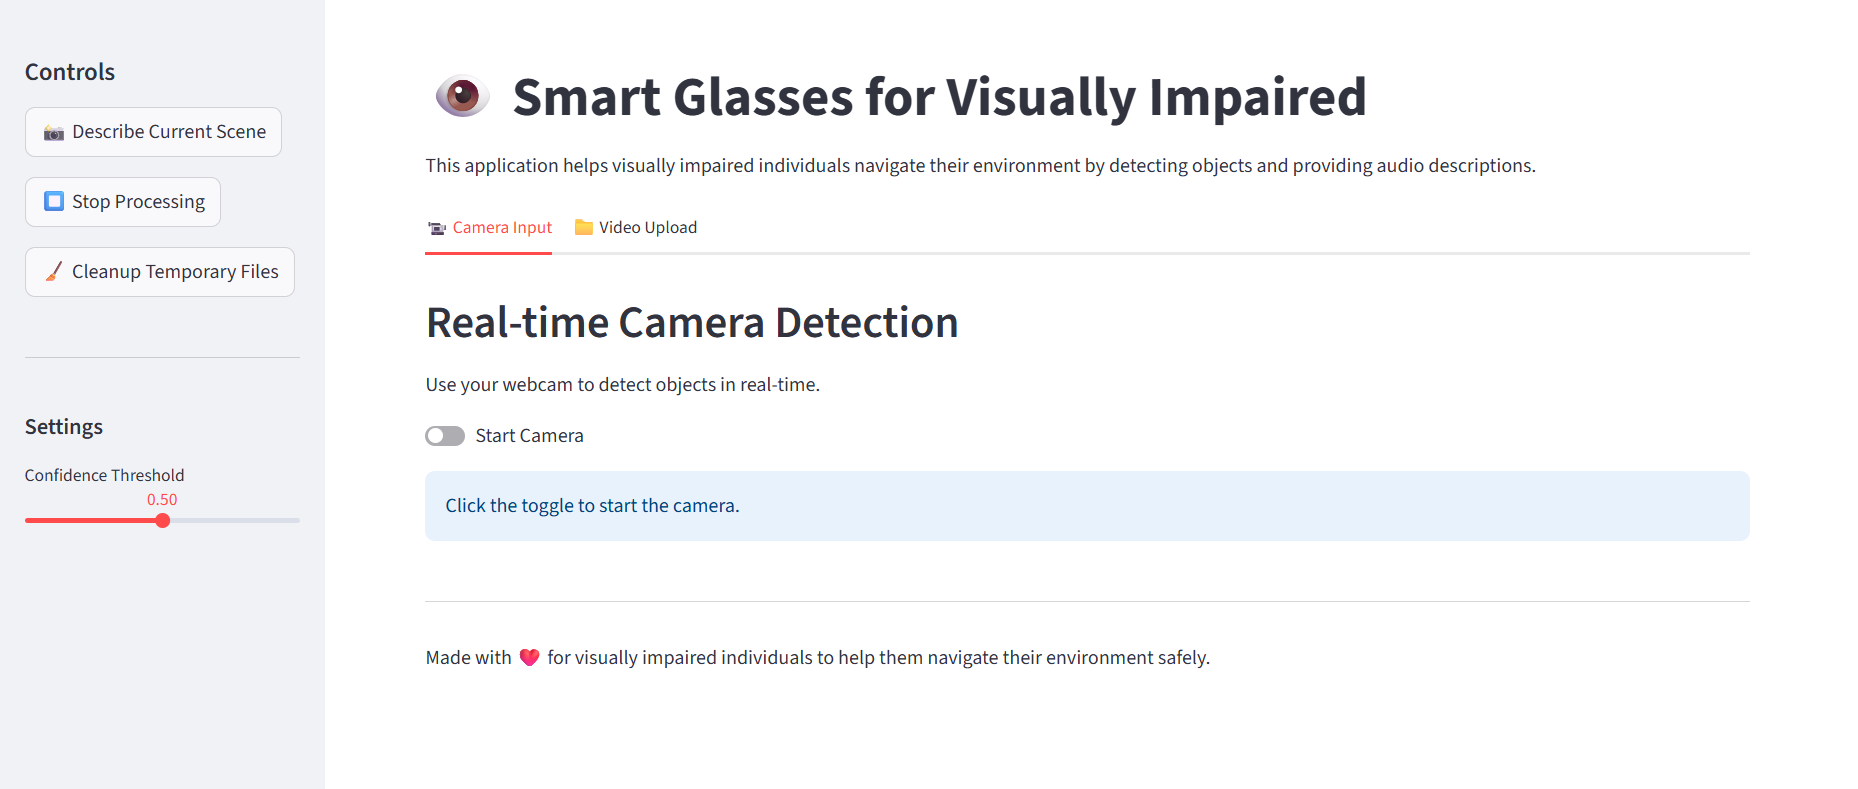 Controls
Describe Current Scene
Stop Processing
Cleanup Temporary Files
Settings
Confidence Threshold
0.50
Smart Glasses for Visually Impaired
This application helps visually impaired individuals navigate their environment by detecting objects and providing audio descriptions.
Camera Input
Video Upload
Real-time Camera Detection
Use your webcam to detect objects in real-time.
Start Camera
Click the toggle to start the camera.
Made with ❤️ for visually impaired individuals to help them navigate their environment safely.